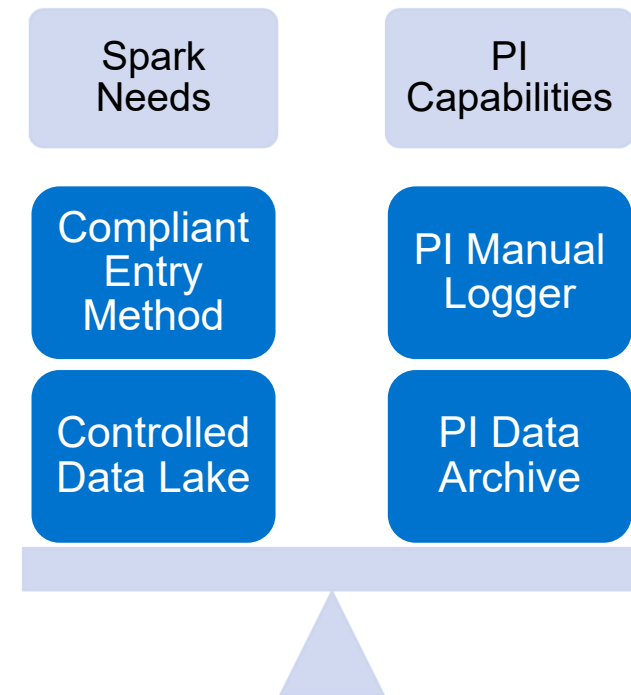 Spark
Needs
PI
Capabilities
Compliant
Entry
Method
PI Manual
Logger
Controlled
Data Lake
PI Data
Archive